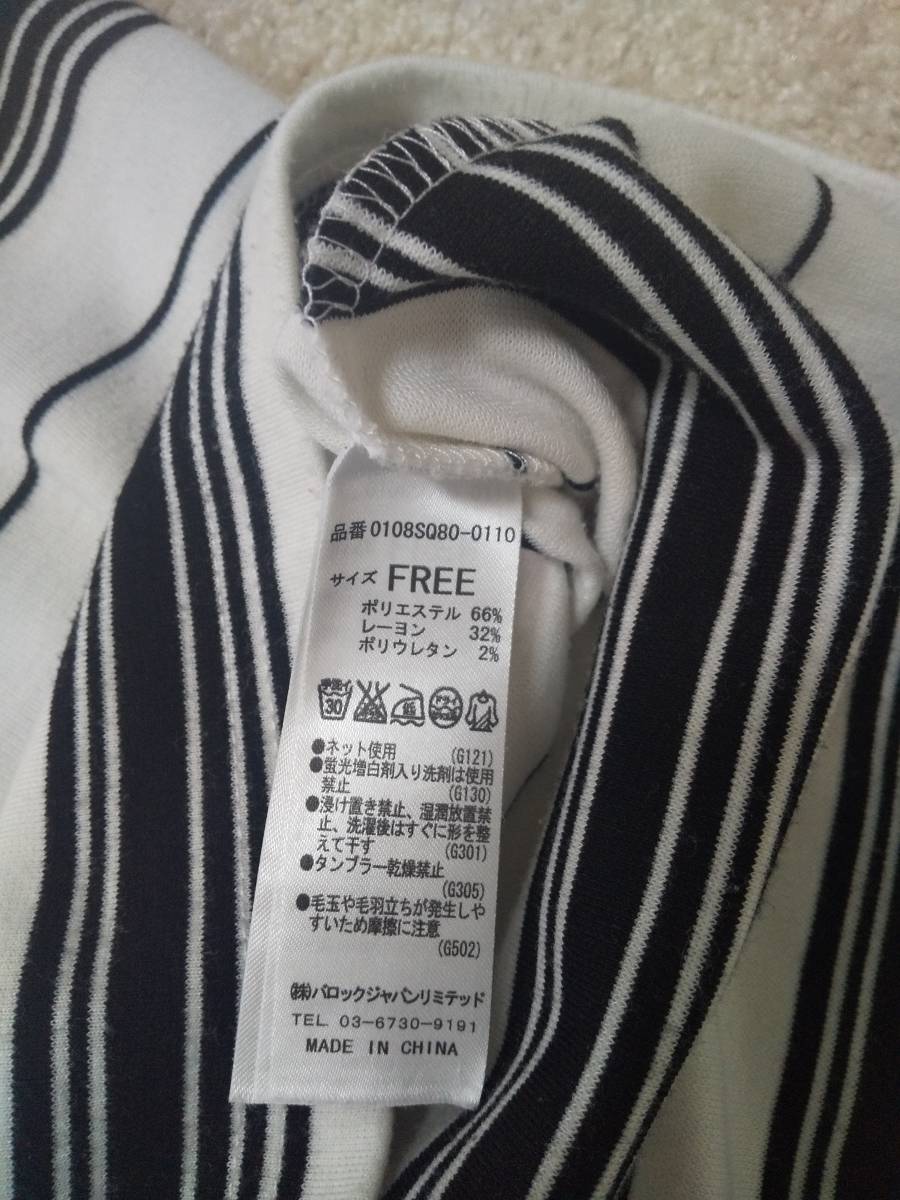 品番 0108SQ80-0110
サイズ FREE
ポリエステル 66%
レーヨン 32%
ポリウレタン 2%
30
●ネット使用 (G121)
●蛍光増白剤入り洗剤は使用
禁止 (G130)
●浸け置き禁止、湿潤放置禁
止、洗濯後はすぐに形を整
えて干す (G301)
●タンブラー乾燥禁止
(G305)
●毛玉や毛羽立ちが発生しや
すいため摩擦に注意
(G502)
㈱バロックジャパンリミテッド
TEL 03-6730-9191
MADE IN CHINA